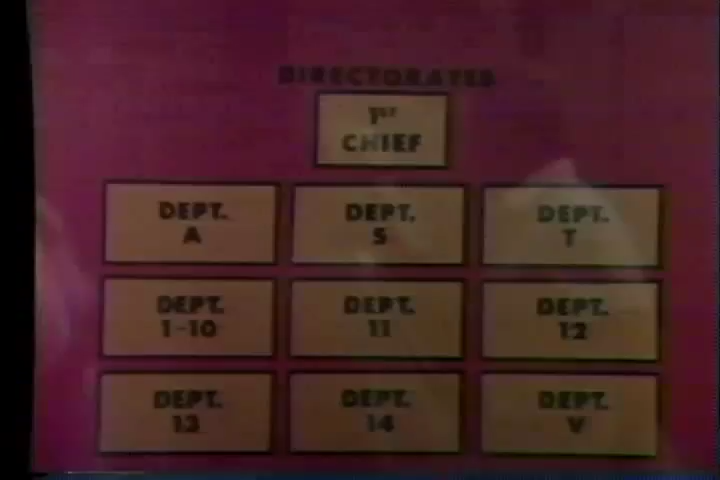 DIRECTORATES
1ST
CHIEF
DEPT.
A
DEPT.
S
DEPT.
T
DEPT.
1-10
DEPT.
11
DEPT.
12
DEPT.
13
DEPT.
14
DEPT.
V